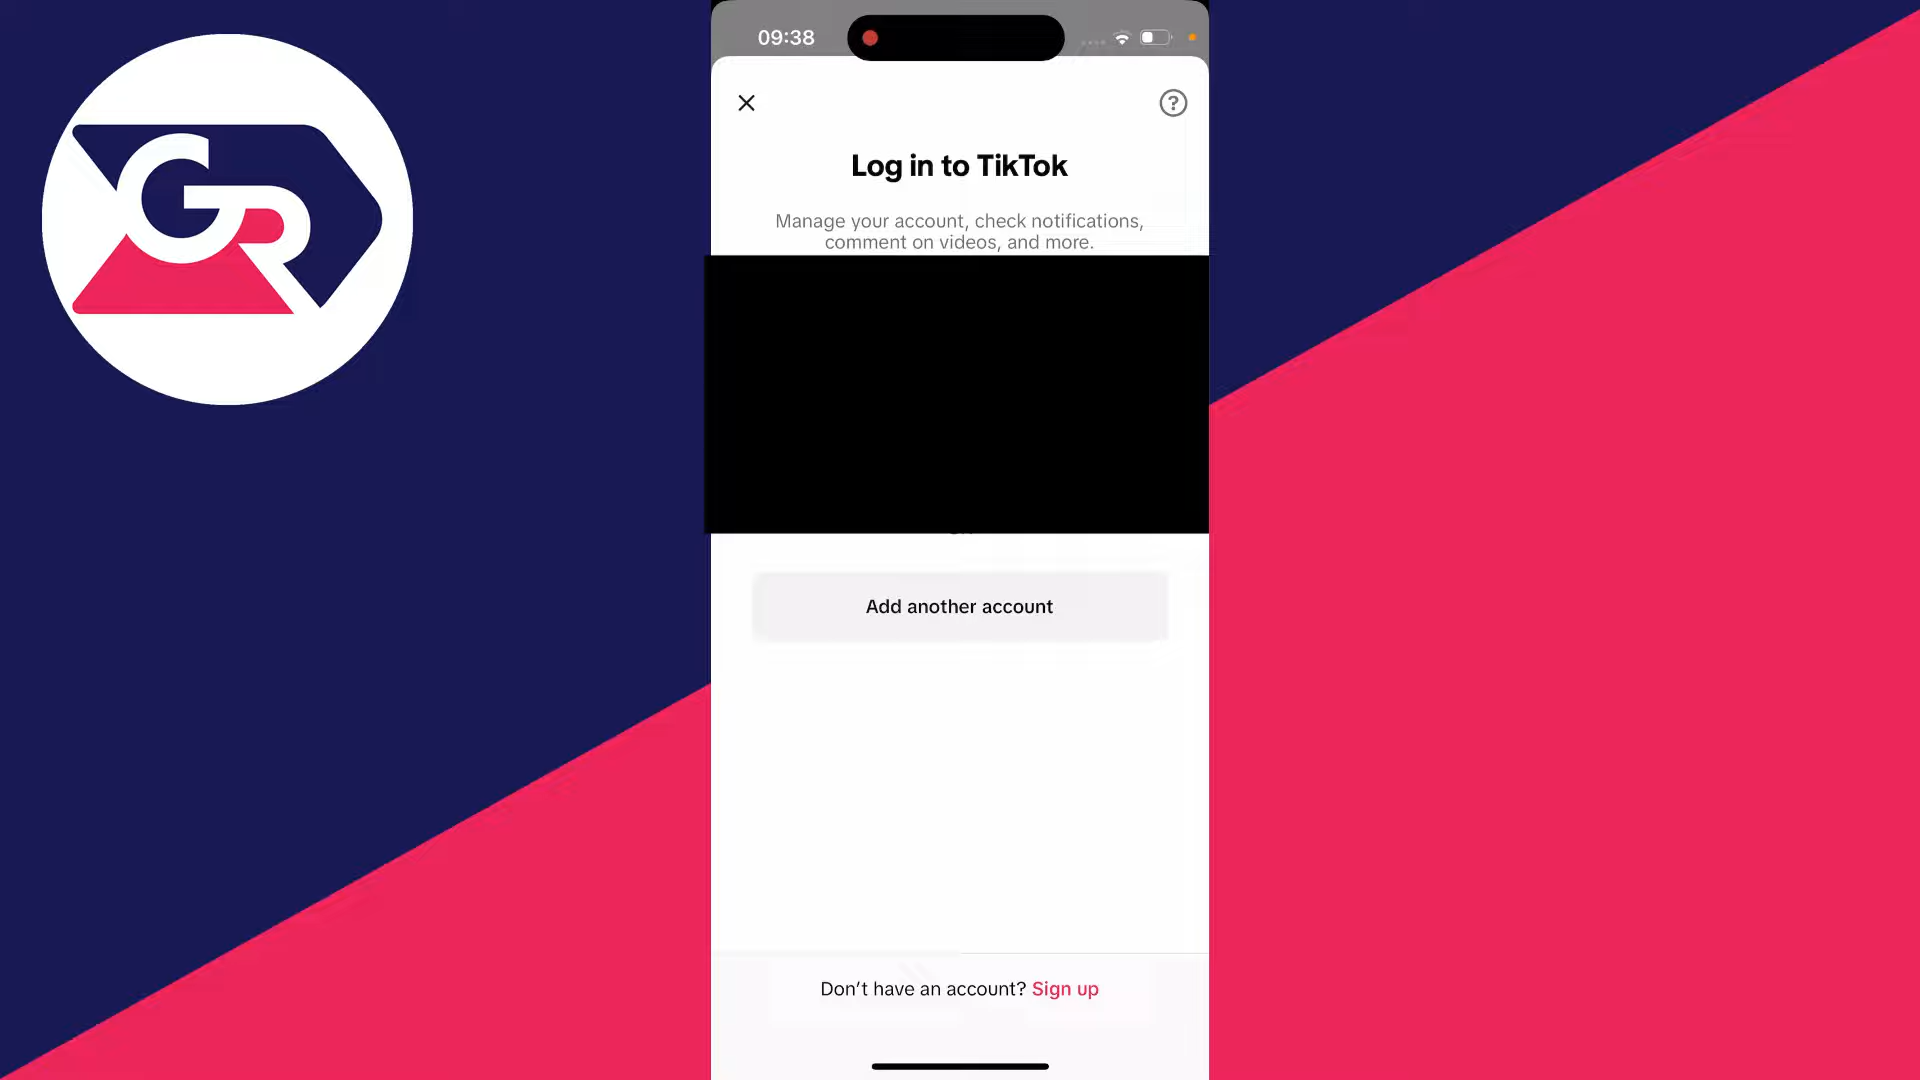 GR
09:38
Log in to TikTok
Manage your account, check notifications,
comment on videos, and more.
Add another account
Don't have an account? Sign up